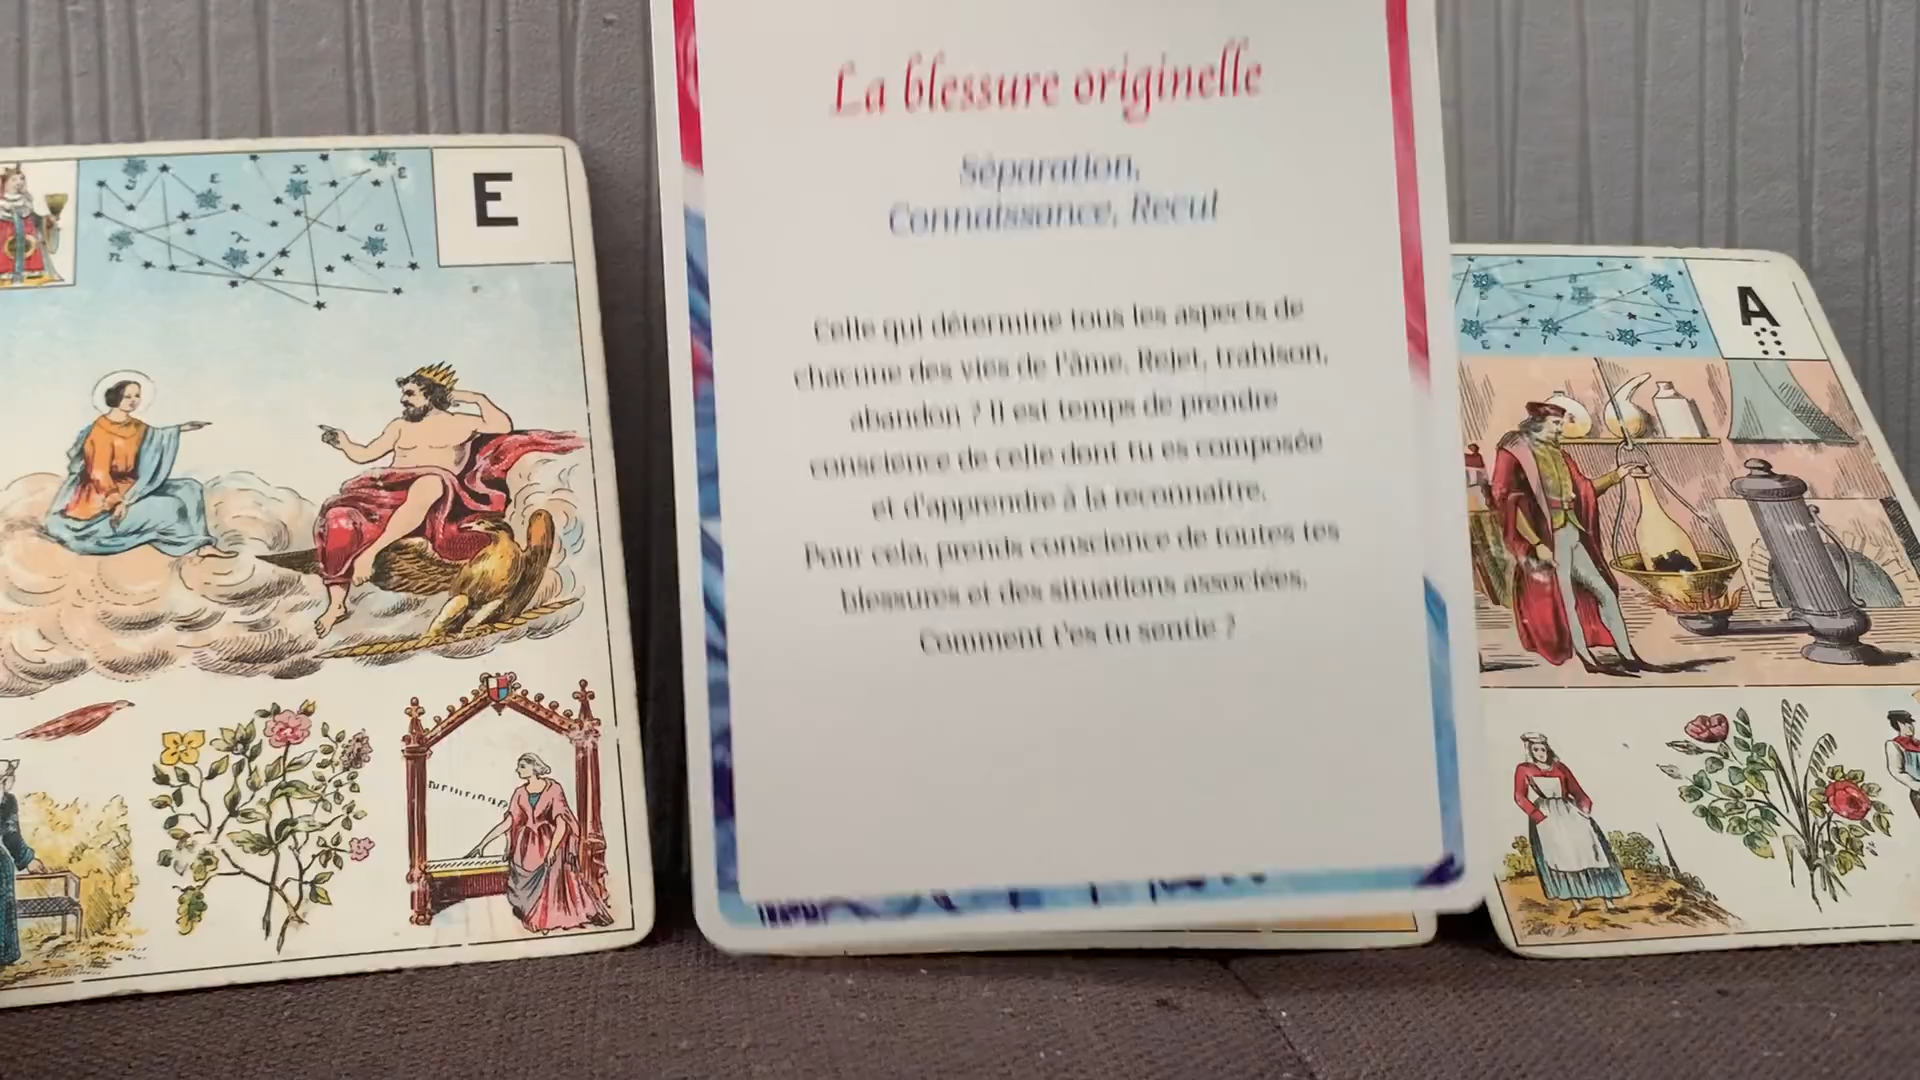 E
La blessure originelle
Séparation,
Connaissance, Recul
Celle qui détermine tous les aspects de
chacune des vies de l'âme. Rejet, trahison,
abandon ? Il est temps de prendre
conscience de celle dont tu es composée
et d'apprendre à la reconnaître.
Pour cela, prends conscience de toutes tes
blessures et des situations associées.
Comment t'es tu sentie ?
A